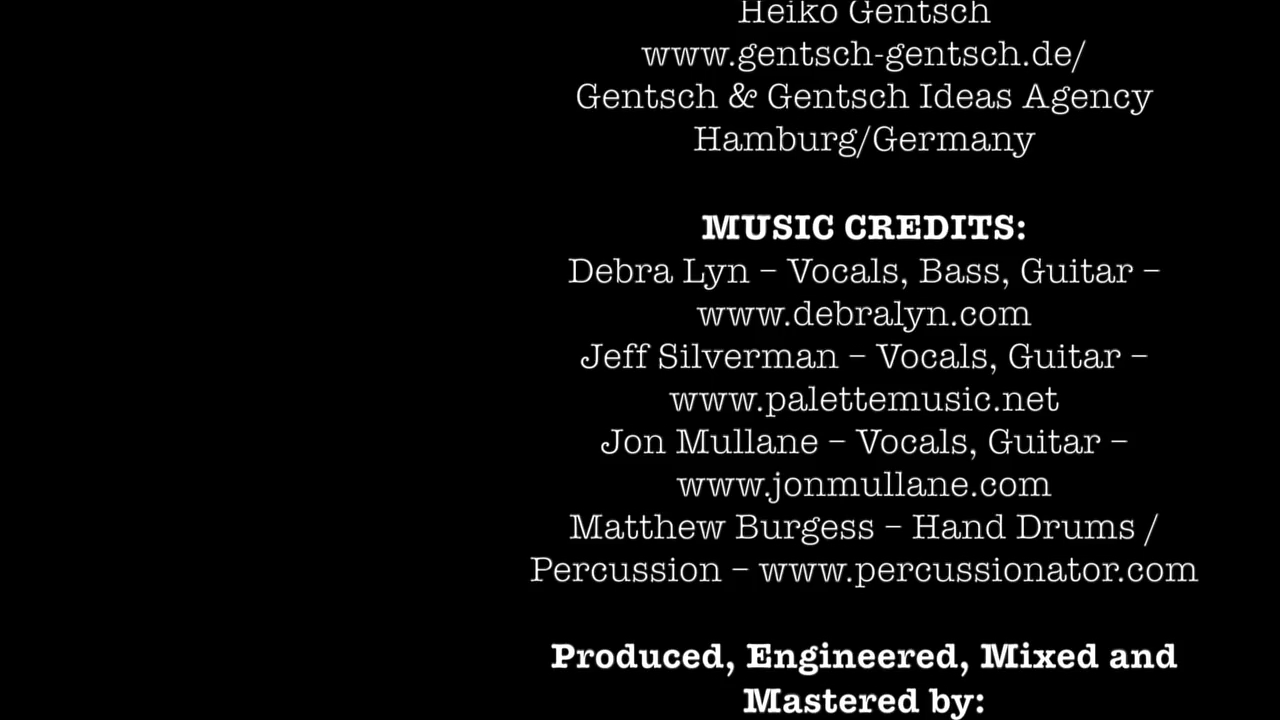 Heiko Gentsch
www.gentsch-gentsch.de/
Gentsch & Gentsch Ideas Agency
Hamburg/Germany
MUSIC CREDITS:
Debra Lyn – Vocals, Bass, Guitar –
www.debralyn.com
Jeff Silverman – Vocals, Guitar –
www.palettemusic.net
Jon Mullane – Vocals, Guitar –
www.jonmullane.com
Matthew Burgess – Hand Drums /
Percussion – www.percussionator.com
Produced, Engineered, Mixed and
Mastered by: